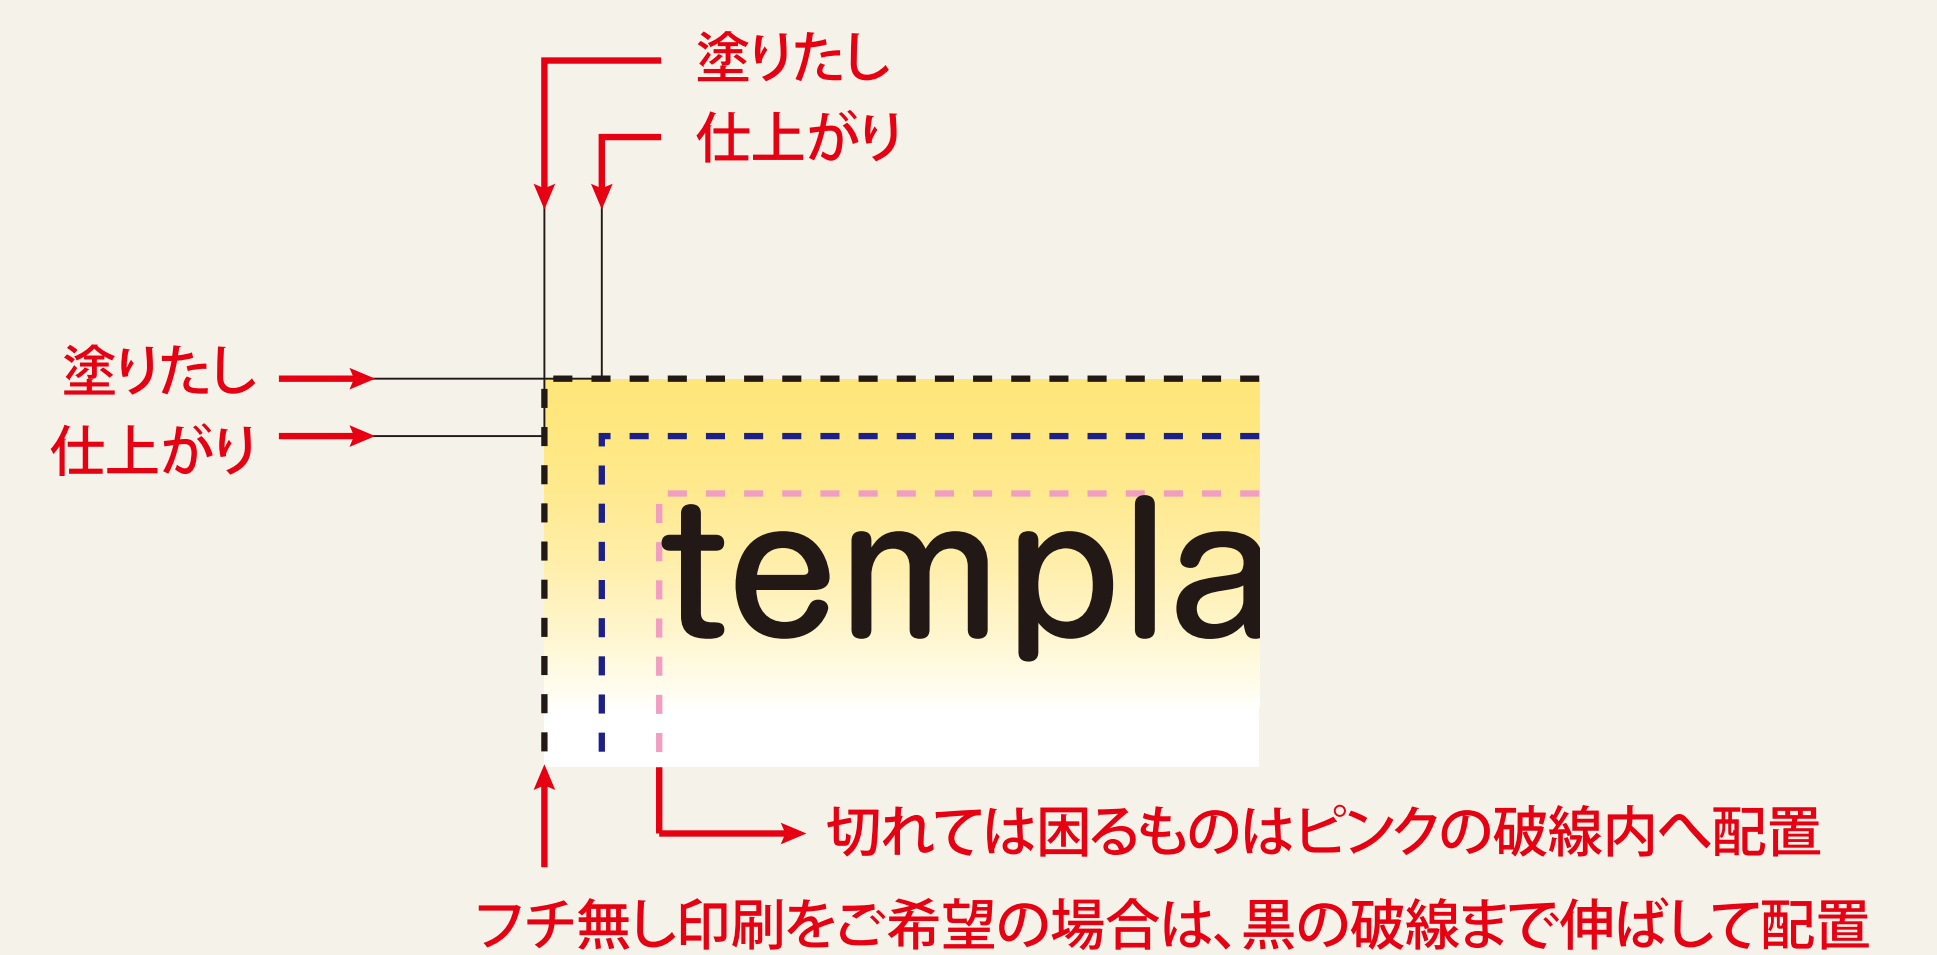 塗りたし
仕上がり
塗りたし
仕上がり
templa
切れては困るものはピンクの破線内へ配置
フチ無し印刷をご希望の場合は、黒の破線まで伸ばして配置